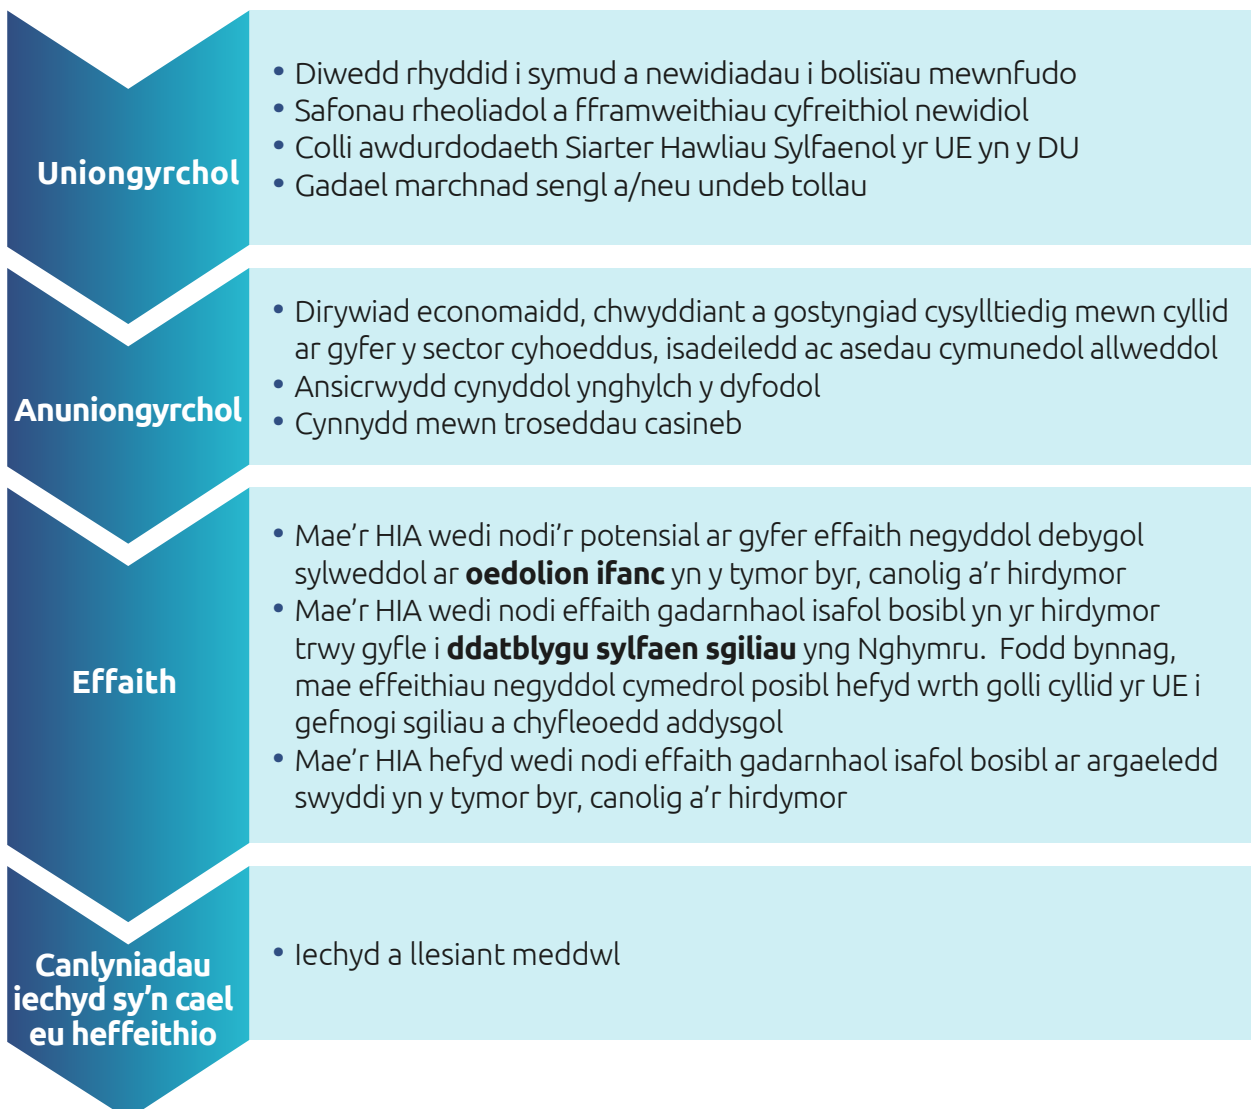 Uniongyrchol
• Diwedd rhyddid i symud a newidiadau i bolisïau mewnfudo
• Safonau rheoliadol a fframweithiau cyfreithiol newidiol
• Colli awdurdodaeth Siarter Hawliau Sylfaenol yr UE yn y DU
• Gadael marchnad sengl a/neu undeb tollau
Anuniongyrchol
• Dirywiad economaidd, chwyddiant a gostyngiad cysylltiedig mewn cyllid
ar gyfer y sector cyhoeddus, isadeiledd ac asedau cymunedol allweddol
• Ansicrwydd cynyddol ynghylch y dyfodol
• Cynnydd mewn troseddau casineb
Effaith
• Mae’r HIA wedi nodi’r potensial ar gyfer effaith negyddol debygol
sylweddol ar oedolion ifanc yn y tymor byr, canolig a’r hirdymor
• Mae’r HIA wedi nodi effaith gadarnhaol isafol bosibl yn yr hirdymor
trwy gyfle i ddatblygu sylfaen sgiliau yng Nghymru.  Fodd bynnag,
mae effeithiau negyddol cymedrol posibl hefyd wrth golli cyllid yr UE i
gefnogi sgiliau a chyfleoedd addysgol
• Mae’r HIA hefyd wedi nodi effaith gadarnhaol isafol bosibl ar argaeledd
swyddi yn y tymor byr, canolig a’r hirdymor
Canlyniadau
iechyd sy’n cael
eu heffeithio
• Iechyd a llesiant meddwl